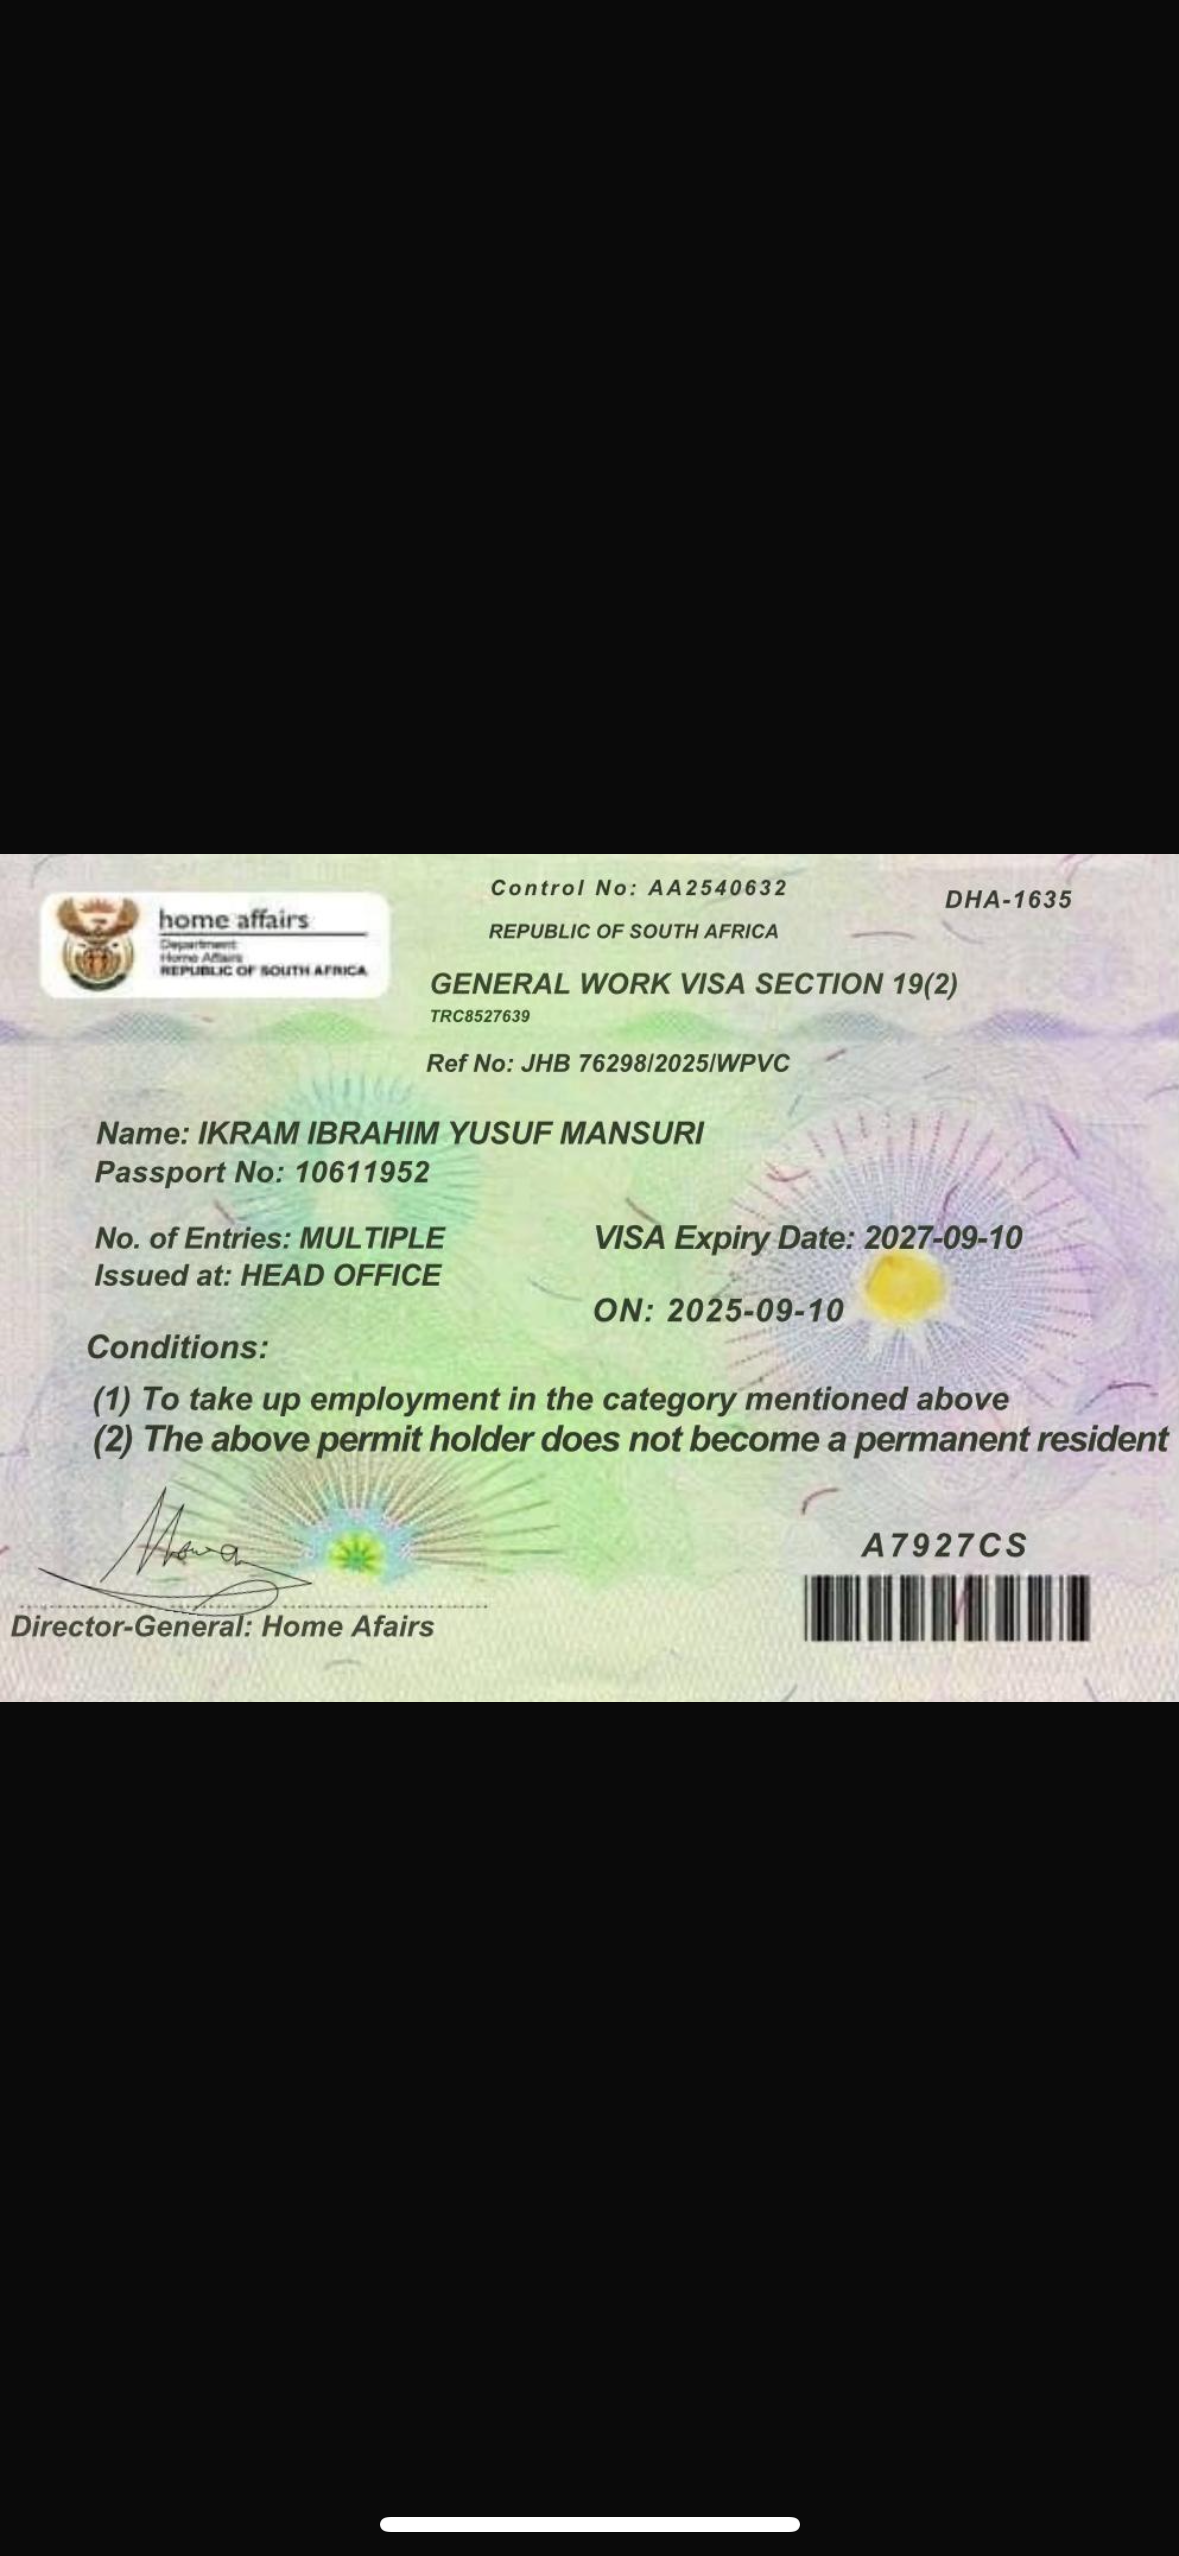 Control No: AA2540632
DHA-1635
home affairs
Department:
Home Affairs
REPUBLIC OF SOUTH AFRICA
REPUBLIC OF SOUTH AFRICA
GENERAL WORK VISA SECTION 19(2)
TRC8527639
Ref No: JHB 76298/2025/WPVC
Name: IKRAM IBRAHIM YUSUF MANSURI
Passport No: 10611952
No. of Entries: MULTIPLE
VISA Expiry Date: 2027-09-10
Issued at: HEAD OFFICE
ON: 2025-09-10
Conditions:
(1) To take up employment in the category mentioned above
(2) The above permit holder does not become a permanent resident
A7927CS
Director-General: Home Afairs